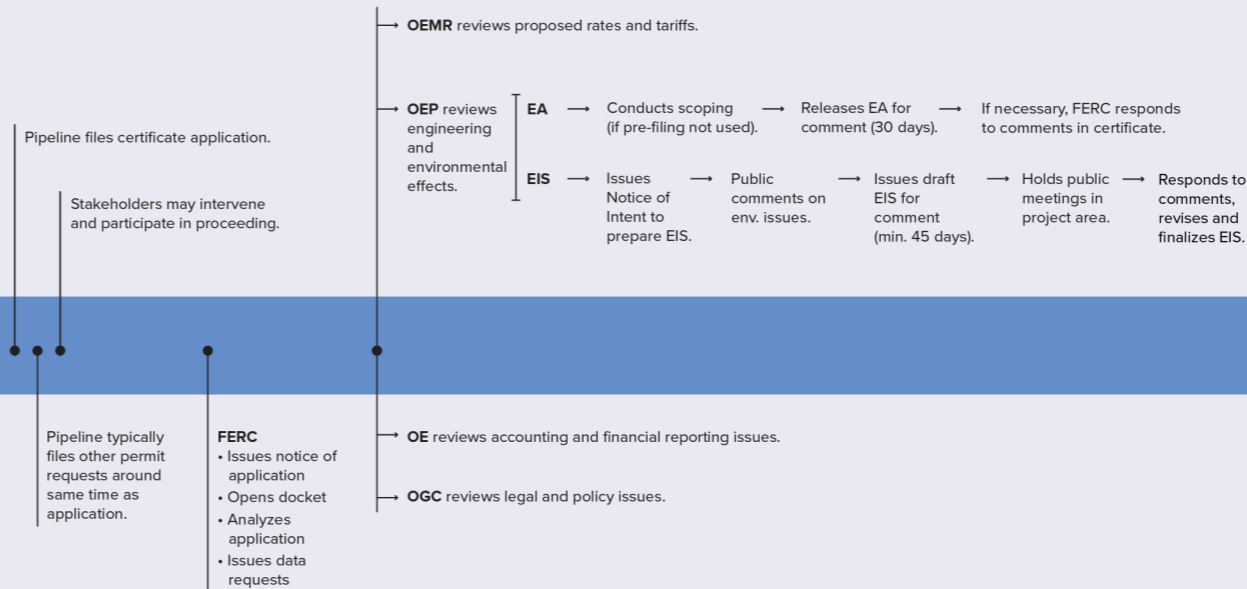 OEMR reviews proposed rates and tariffs.
OEP reviews
engineering
and
environmental
effects.
EA
Conducts scoping
(if pre-filing not used).
Releases EA for
comment (30 days).
If necessary, FERC responds
to comments in certificate.
EIS
Issues
Notice of
Intent to
prepare EIS.
Public
comments on
env. issues.
Issues draft
EIS for
comment
(min. 45 days).
Holds public
meetings in
project area.
Responds to
comments,
revises and
finalizes EIS.
Pipeline files certificate application.
Stakeholders may intervene
and participate in proceeding.
Pipeline typically
files other permit
requests around
same time as
application.
FERC
• Issues notice of
application
• Opens docket
• Analyzes
application
• Issues data
requests
OE reviews accounting and financial reporting issues.
OGC reviews legal and policy issues.